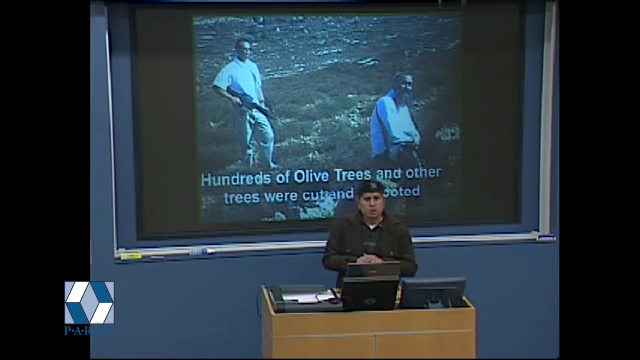 Hundreds of Olive Trees and other
trees were cut and
P·A·R